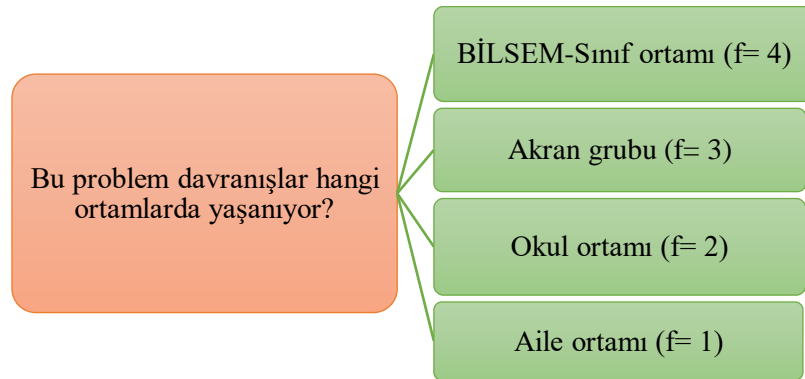 Bu problem davranışlar hangi
ortamlarda yaşanıyor?
BİLSEM-Sınıf ortamı (f= 4)
Akran grubu (f= 3)
Okul ortamı (f= 2)
Aile ortamı (f= 1)